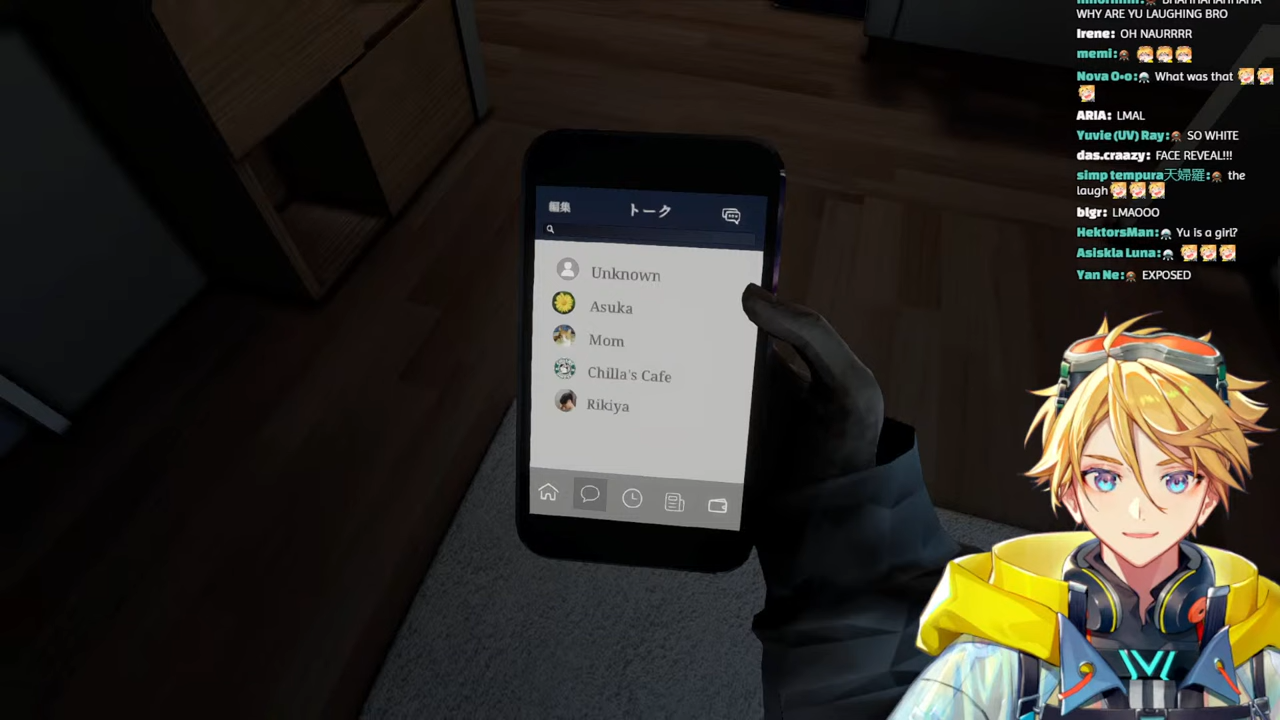 WHY ARE YU LAUGHING BRO
Irene: OH NAURRRR
memi:
Nova O•o: What was that
ARIA: LMAL
Yuvie (UV) Ray: SO WHITE
das.craazy: FACE REVEAL!!!
simp tempura天婦羅: the
laugh
blgr: LMAOOO
HektorsMan: Yu is a girl?
Asiskla Luna:
Yan Ne: EXPOSED
編集
トーク
Unknown
Asuka
Mom
Chilla's Cafe
Rikiya